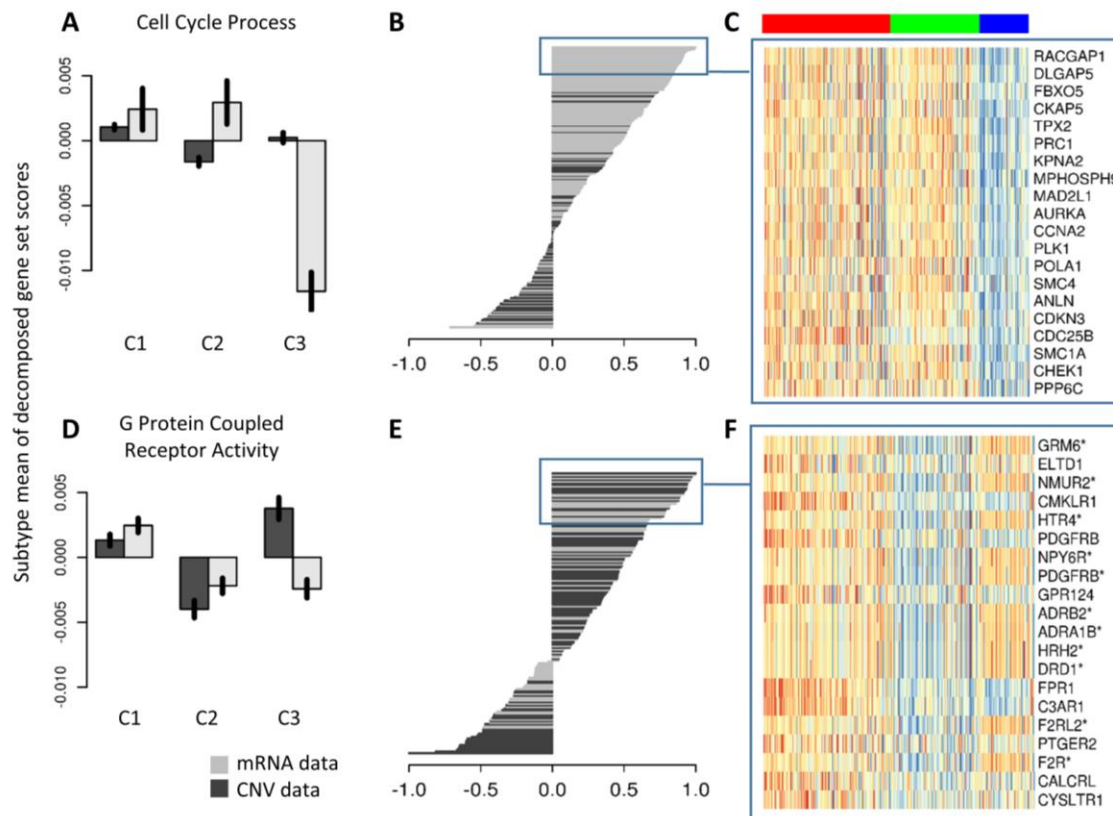 A
Cell Cycle Process
B
C
Subtype mean of decomposed gene set scores
0.005
0.000
-0.005
-0.010
C1
C2
C3
-1.0 -0.5 0.0 0.5 1.0
RACGAP1
DLGAP5
FBXO5
CKAP5
TPX2
PRC1
KPNA2
MPHOSPH9
MAD2L1
AURKA
CCNA2
PLK1
POLA1
SMC4
ANLN
CDKN3
CDC25B
SMC1A
CHEK1
PPP6C
D
G Protein Coupled
Receptor Activity
E
F
0.005
0.000
-0.005
-0.010
C1
C2
C3
mRNA data
CNV data
-1.0 -0.5 0.0 0.5 1.0
GRM6*
ELTD1
NMUR2*
CMKLR1
HTR4*
PDGFRB
NPY6R*
PDGFRB*
GPR124
ADRB2*
ADRA1B*
HRH2*
DRD1*
FPR1
C3AR1
F2RL2*
PTGER2
F2R*
CALCRL
CYSLTR1